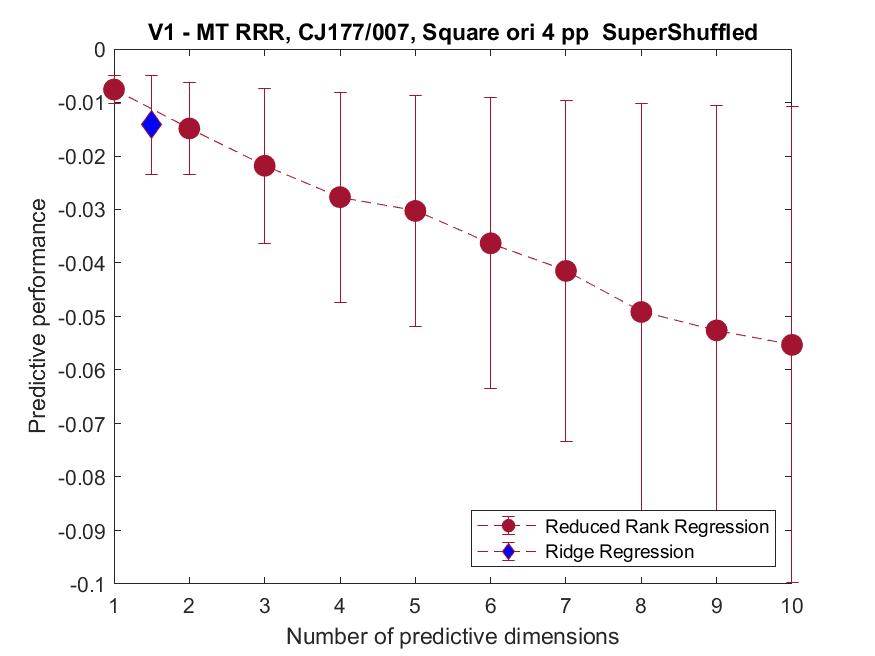 V1 - MT RRR, CJ177/007, Square ori 4 pp  SuperShuffled
0
-0.01
-0.02
-0.03
-0.04
-0.05
-0.06
-0.07
-0.08
-0.09
-0.1
Predictive performance
Reduced Rank Regression
Ridge Regression
1 2 3 4 5 6 7 8 9 10
Number of predictive dimensions